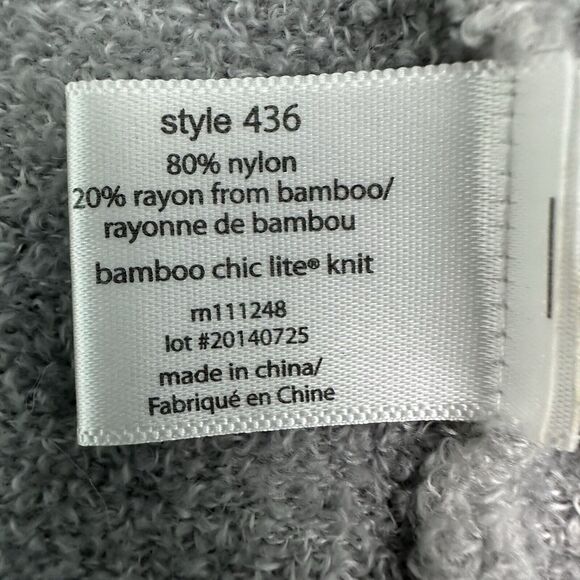 style 436
80% nylon
20% rayon from bamboo/
rayonne de bambou
bamboo chic lite® knit
rn111248
lot #20140725
made in china/
Fabriqué en Chine